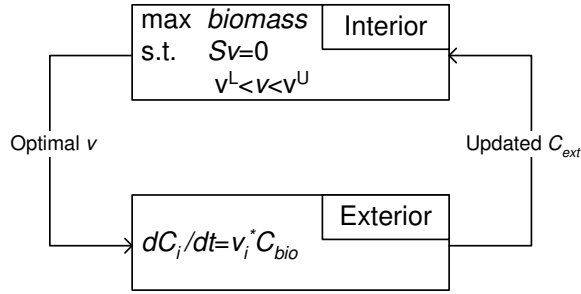 max biomass
Interior
s.t. Sv=0
v^L<v<v^U
Optimal v
Updated C_ext
Exterior
dC_i/dt=v_i^*C_bio